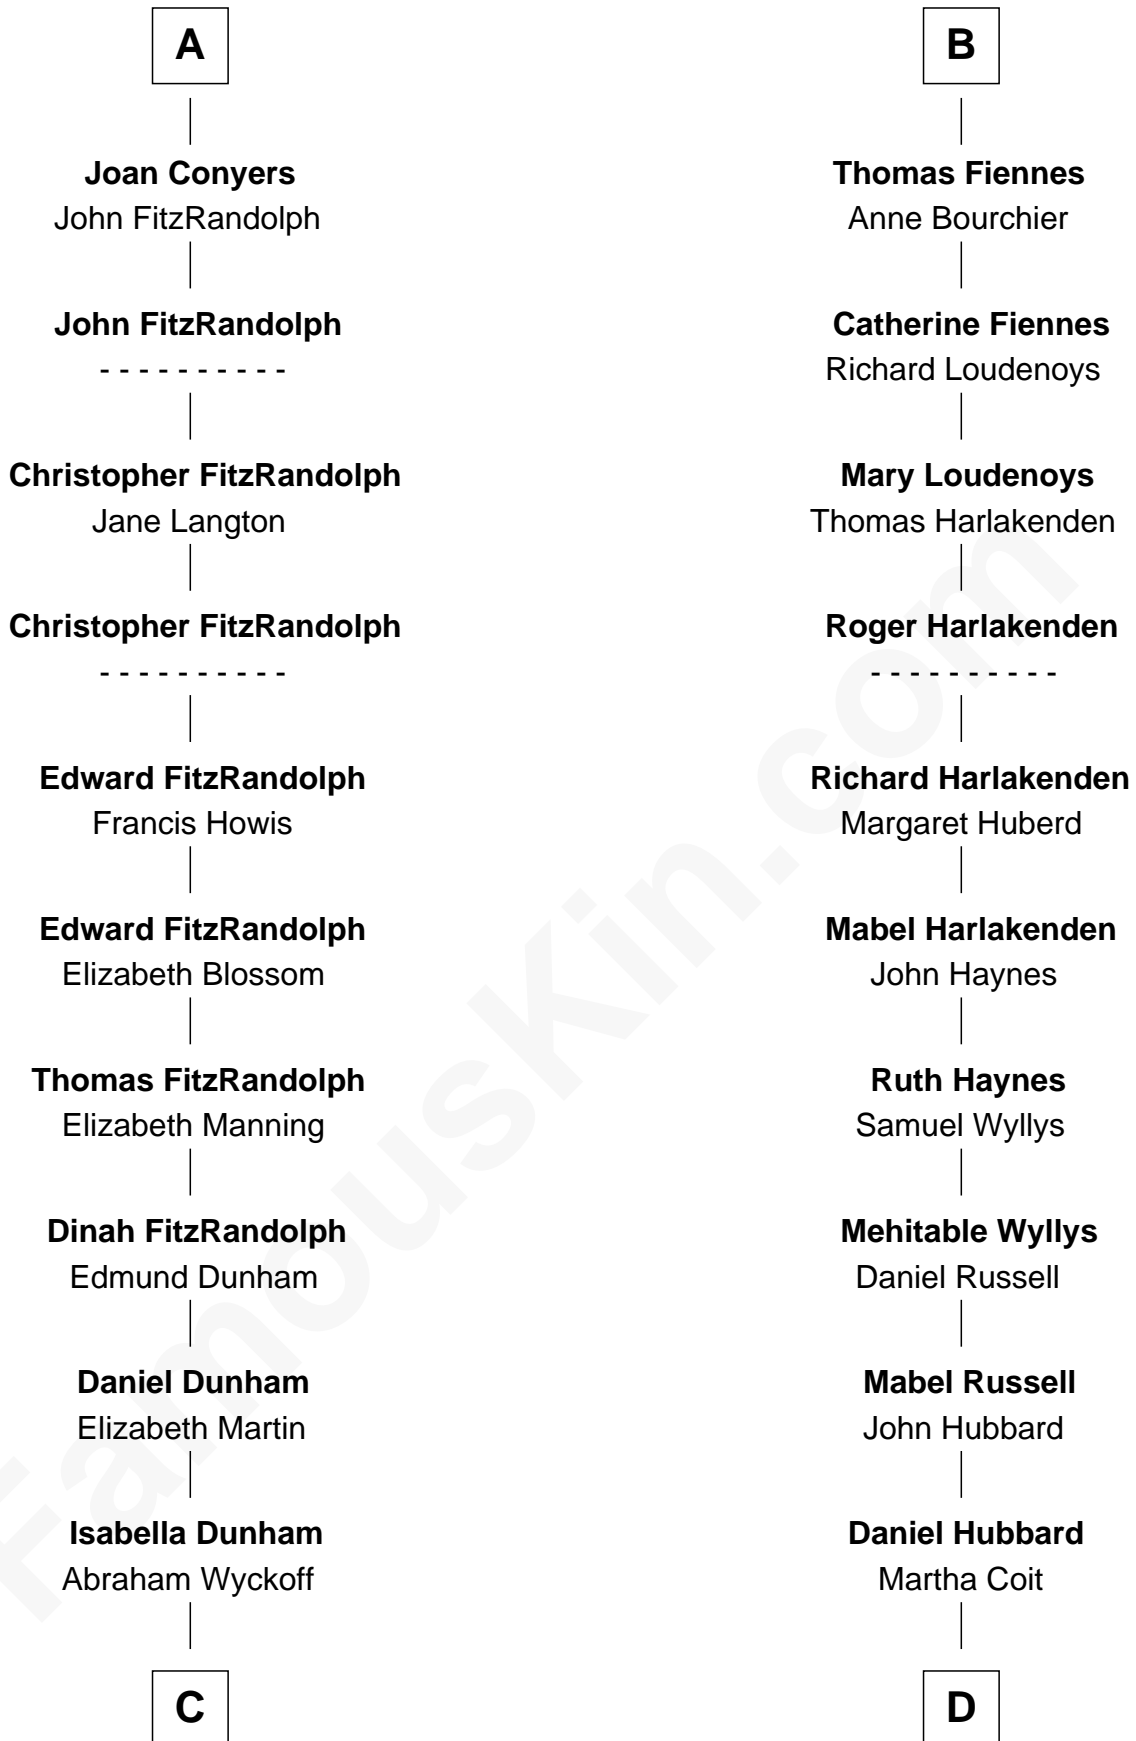 A
Joan Conyers
John FitzRandolph
John FitzRandolph
- - - - - - - - - -
Christopher FitzRandolph
Jane Langton
Christopher FitzRandolph
- - - - - - - - - -
Edward FitzRandolph
Francis Howis
Edward FitzRandolph
Elizabeth Blossom
Thomas FitzRandolph
Elizabeth Manning
Dinah FitzRandolph
Edmund Dunham
Daniel Dunham
Elizabeth Martin
Isabella Dunham
Abraham Wyckoff
C
B
Thomas Fiennes
Anne Bourchier
Catherine Fiennes
Richard Loudenoys
Mary Loudenoys
Thomas Harlakenden
Roger Harlakenden
- - - - - - - - - -
Richard Harlakenden
Margaret Huberd
Mabel Harlakenden
John Haynes
Ruth Haynes
Samuel Wyllys
Mehitable Wyllys
Daniel Russell
Mabel Russell
John Hubbard
Daniel Hubbard
Martha Coit
D
FamousKin.com